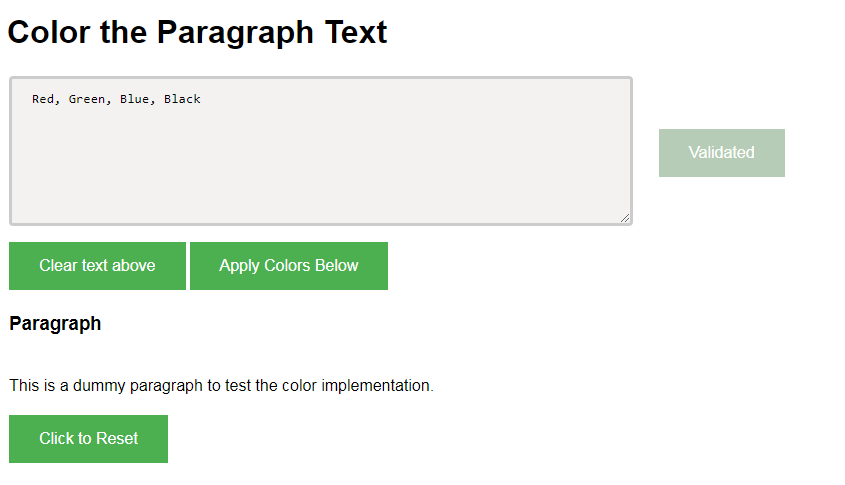 Color the Paragraph Text
Red, Green, Blue, Black
Validated
Clear text above
Apply Colors Below
Paragraph
This is a dummy paragraph to test the color implementation.
Click to Reset